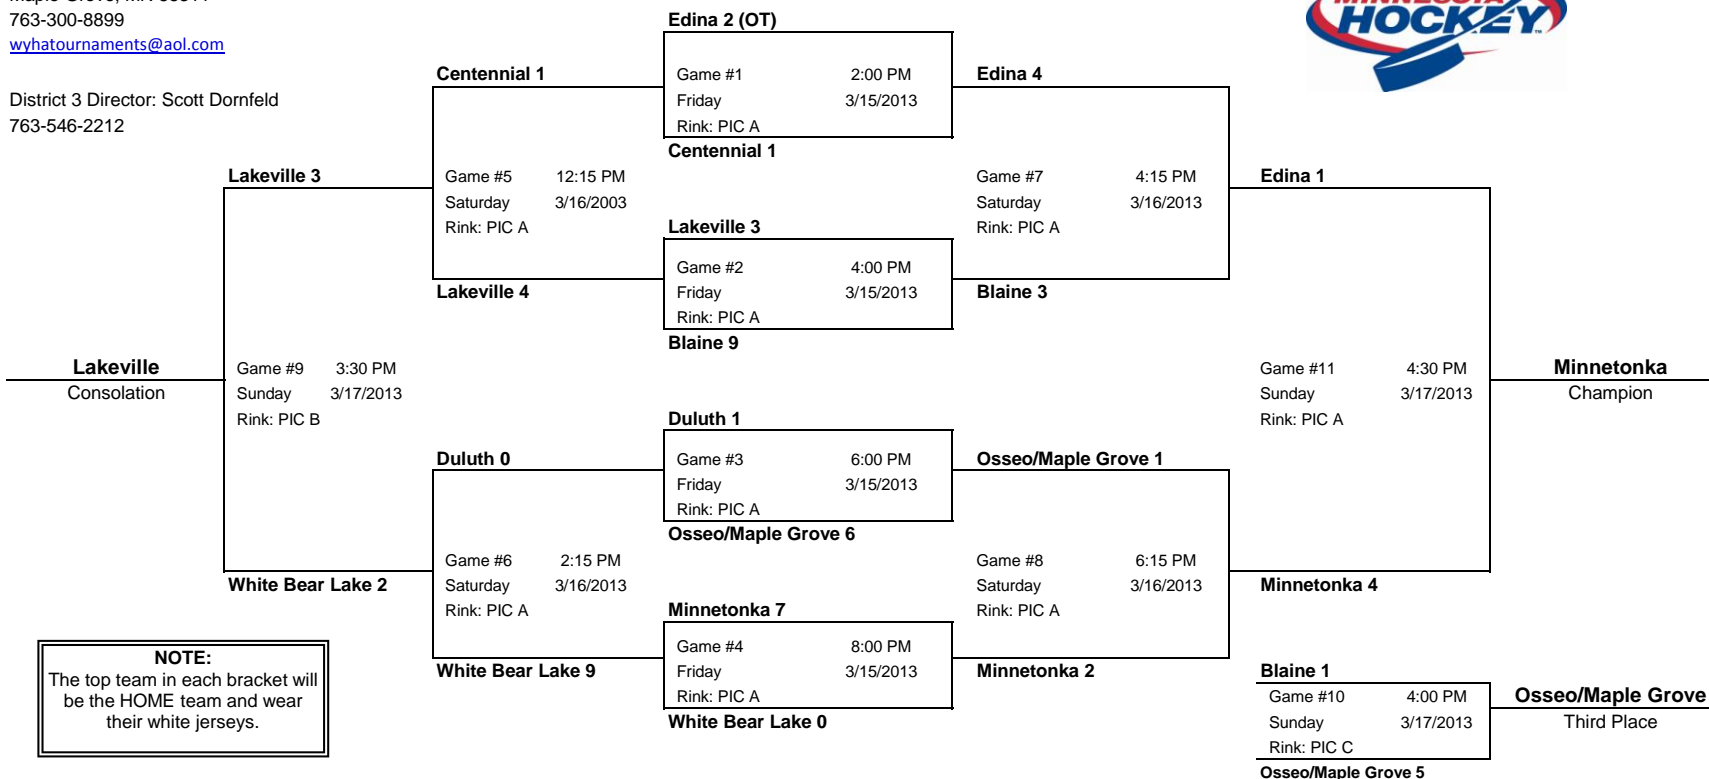 763-300-8899
wyhatournaments@aol.com
District 3 Director: Scott Dornfeld
763-546-2212
MINNESOTA
HOCKEY
Edina 2 (OT)
Game #1 2:00 PM
Friday 3/15/2013
Rink: PIC A
Centennial 1
Lakeville 3
Game #2 4:00 PM
Friday 3/15/2013
Rink: PIC A
Blaine 9
Duluth 1
Game #3 6:00 PM
Friday 3/15/2013
Rink: PIC A
Osseo/Maple Grove 6
Minnetonka 7
Game #4 8:00 PM
Friday 3/15/2013
Rink: PIC A
White Bear Lake 0
Centennial 1
Game #5 12:15 PM
Saturday 3/16/2003
Rink: PIC A
Lakeville 4
Duluth 0
Game #6 2:15 PM
Saturday 3/16/2013
Rink: PIC A
White Bear Lake 9
Edina 4
Game #7 4:15 PM
Saturday 3/16/2013
Rink: PIC A
Blaine 3
Osseo/Maple Grove 1
Game #8 6:15 PM
Saturday 3/16/2013
Rink: PIC A
Minnetonka 2
Lakeville 3
Game #9 3:30 PM
Sunday 3/17/2013
Rink: PIC B
White Bear Lake 2
Lakeville
Consolation
Edina 1
Game #11 4:30 PM
Sunday 3/17/2013
Rink: PIC A
Minnetonka 4
Minnetonka
Champion
Blaine 1
Game #10 4:00 PM
Sunday 3/17/2013
Rink: PIC C
Osseo/Maple Grove 5
Osseo/Maple Grove
Third Place
NOTE:
The top team in each bracket will
be the HOME team and wear
their white jerseys.